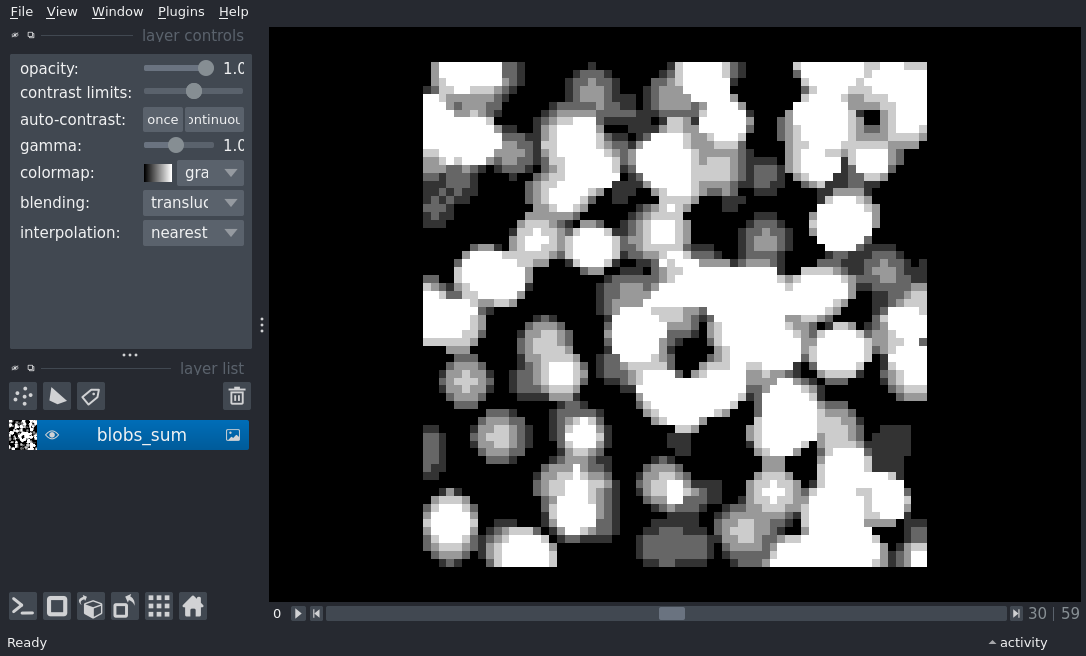 File View Window Plugins Help
layer controls
opacity: 1.0
contrast limits:
auto-contrast: once ontinuou
gamma: 1.0
colormap: gra
blending: transluc
interpolation: nearest
layer list
blobs_sum
0 30 | 59
Ready activity